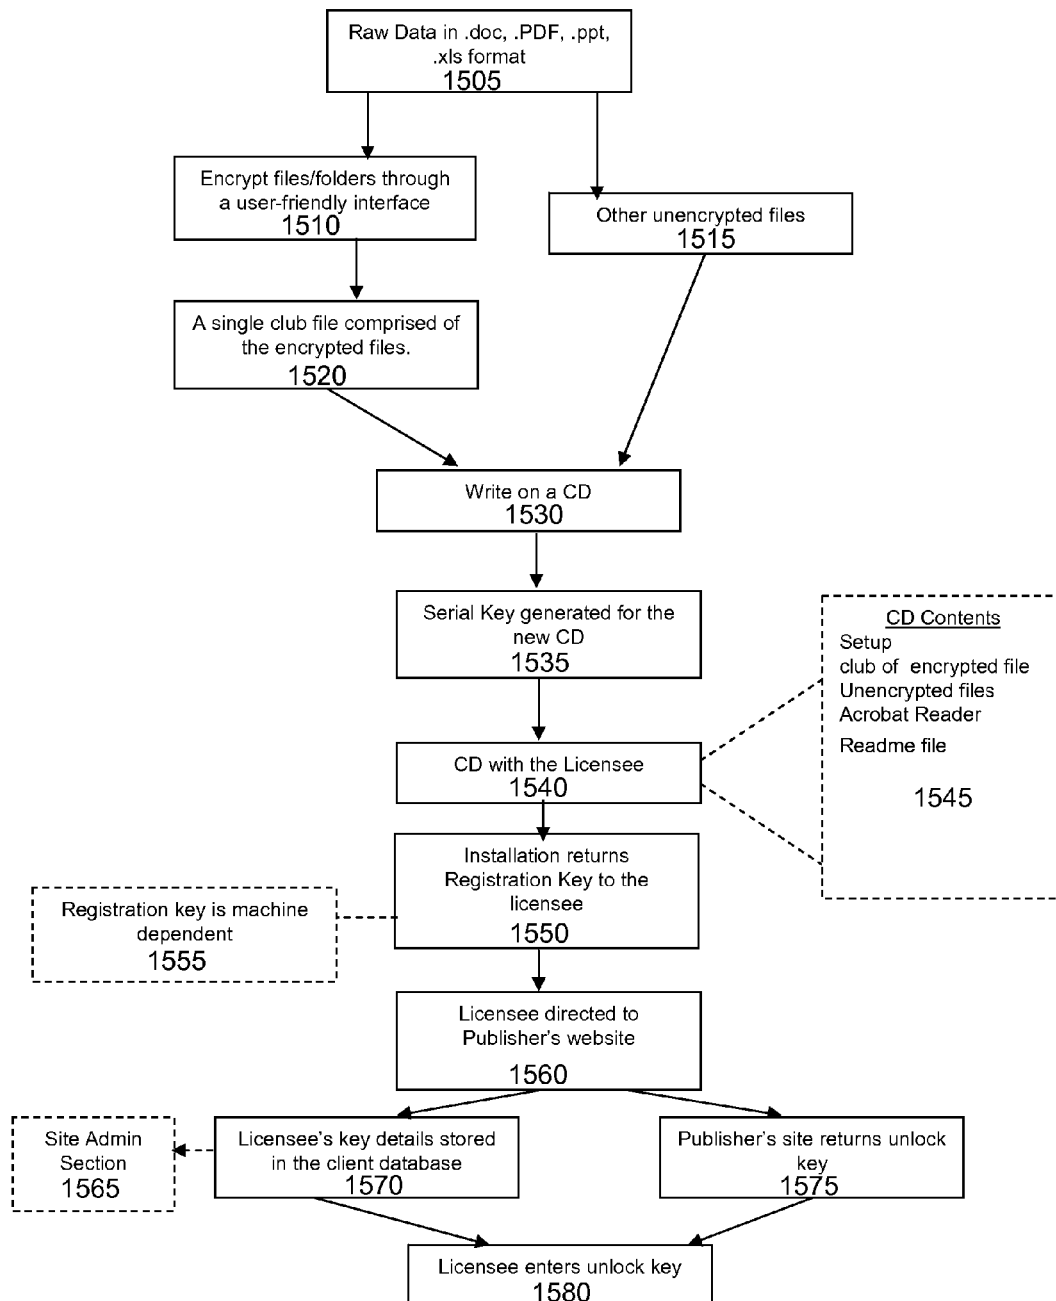 Raw Data in .doc, .PDF, .ppt,
.xls format
1505
Encrypt files/folders through
a user-friendly interface
1510
Other unencrypted files
1515
A single club file comprised of
the encrypted files.
1520
Write on a CD
1530
Serial Key generated for the
new CD
1535
CD Contents
Setup
club of encrypted file
Unencrypted files
Acrobat Reader
Readme file
1545
CD with the Licensee
1540
Installation returns
Registration Key to the
licensee
1550
Registration key is machine
dependent
1555
Licensee directed to
Publisher's website
1560
Site Admin
Section
1565
Licensee's key details stored
in the client database
1570
Publisher's site returns unlock
key
1575
Licensee enters unlock key
1580